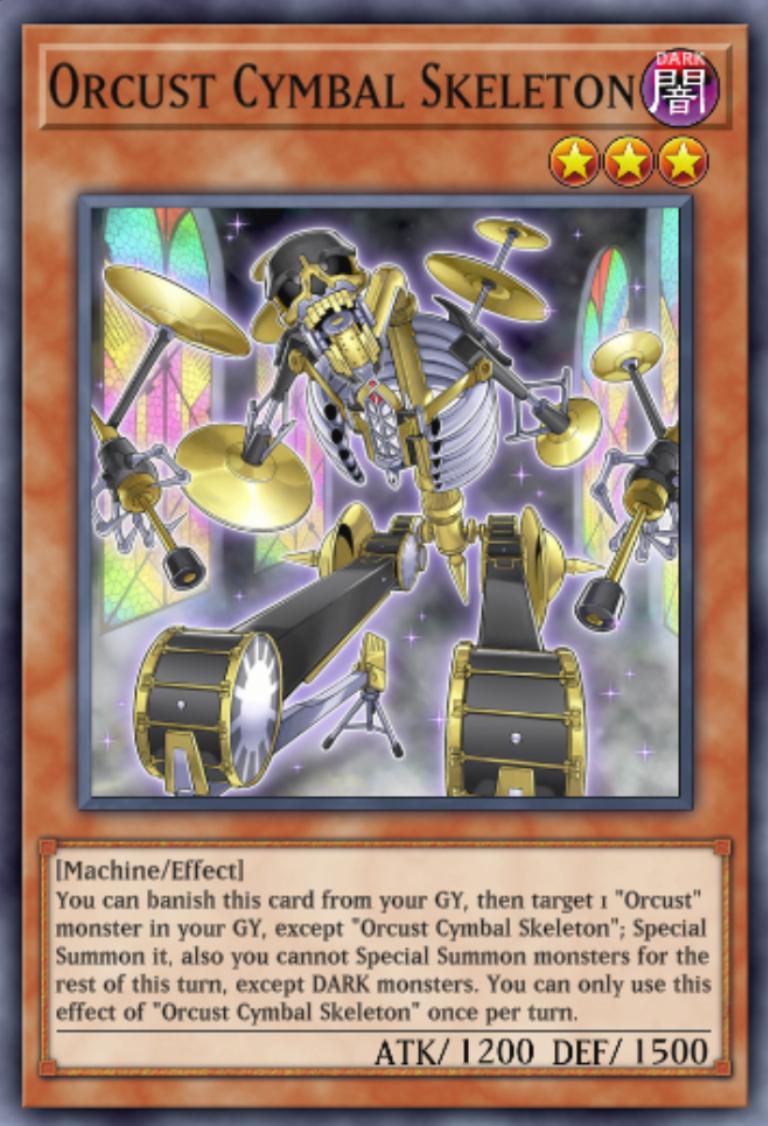 ORCUST CYMBAL SKELETON
DARK
闇
[Machine/Effect]
You can banish this card from your GY, then target 1 "Orcust"
monster in your GY, except "Orcust Cymbal Skeleton"; Special
Summon it, also you cannot Special Summon monsters for the
rest of this turn, except DARK monsters. You can only use this
effect of "Orcust Cymbal Skeleton" once per turn.
ATK/ 1200 DEF/ 1500